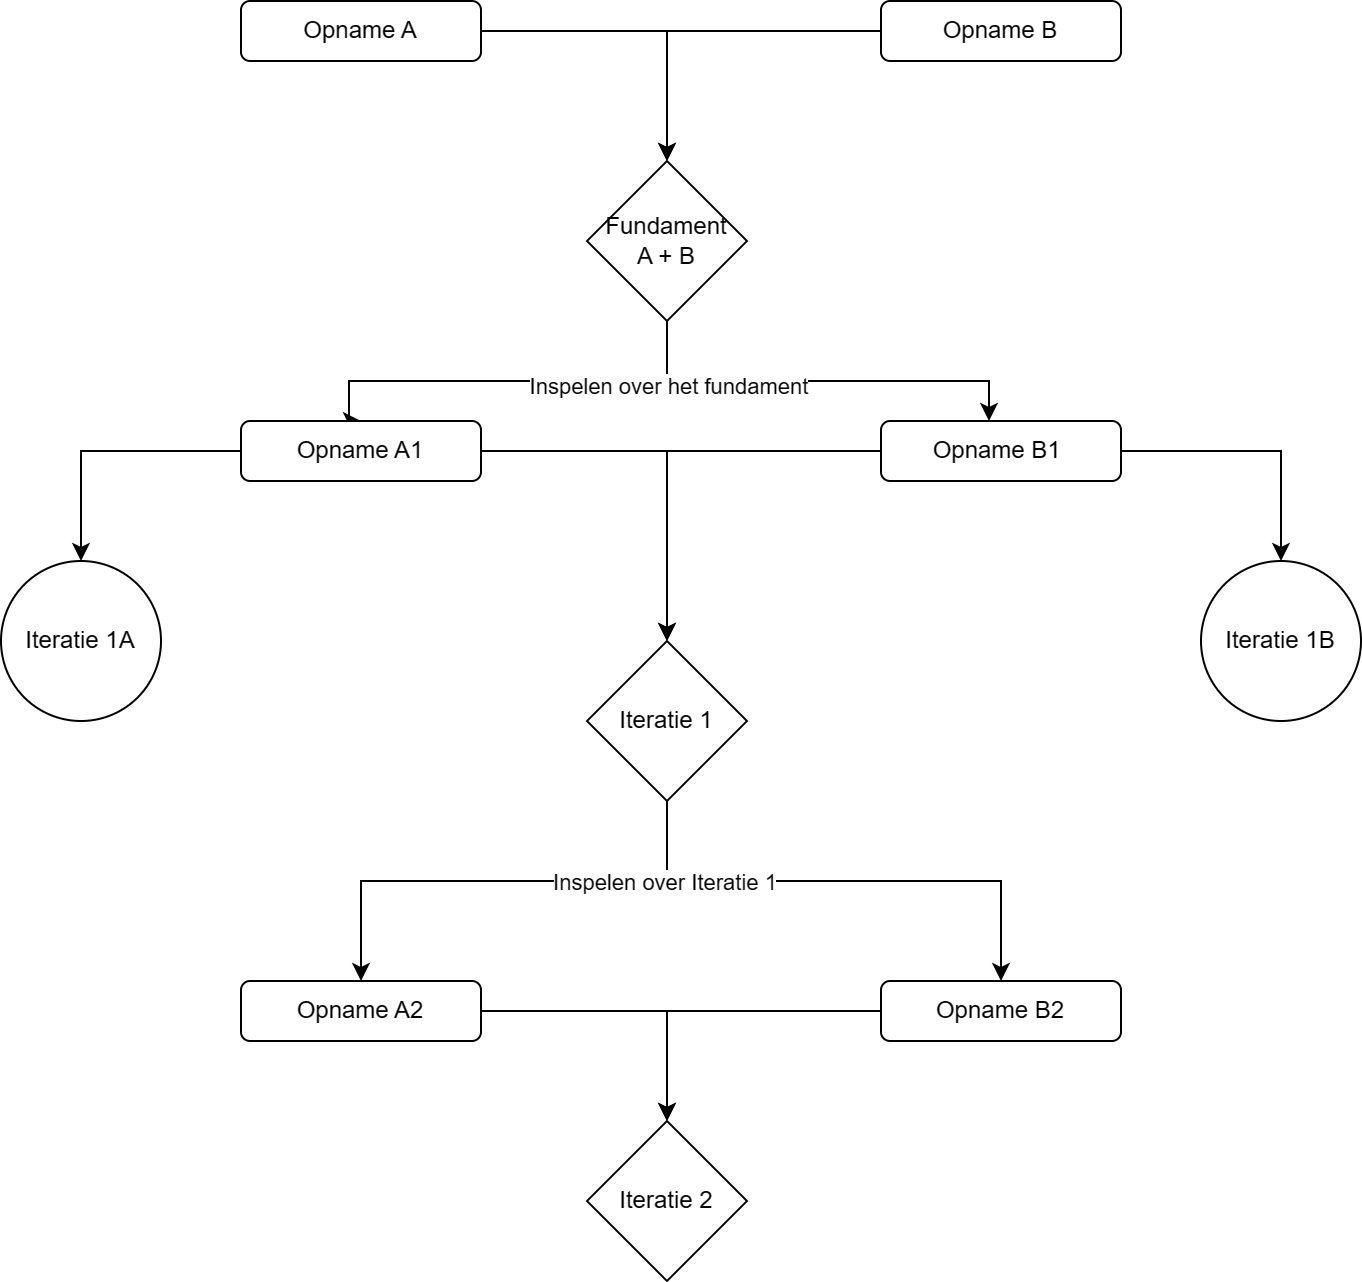 Opname A
Opname B
Fundament
A + B
Inspelen over het fundament
Opname A1
Opname B1
Iteratie 1A
Iteratie 1B
Iteratie 1
Inspelen over Iteratie 1
Opname A2
Opname B2
Iteratie 2